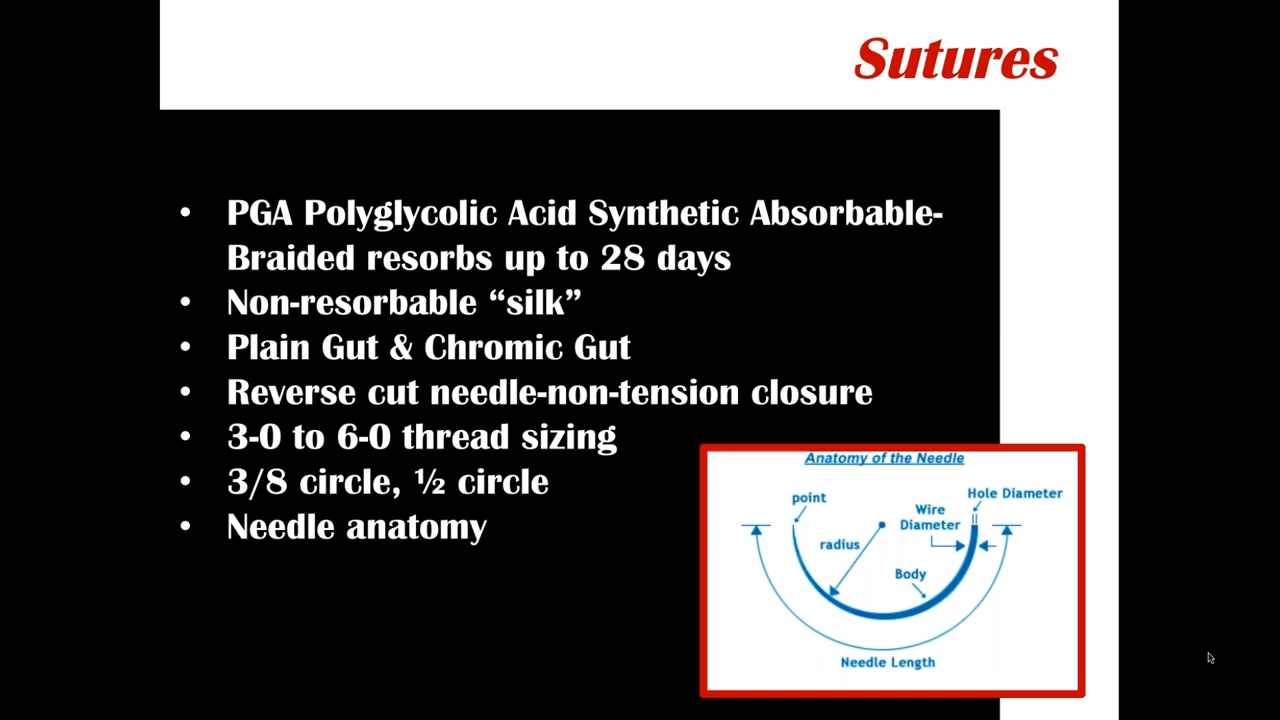 Sutures
• PGA Polyglycolic Acid Synthetic Absorbable-
Braided resorbs up to 28 days
• Non-resorbable “silk”
• Plain Gut & Chromic Gut
• Reverse cut needle-non-tension closure
• 3-0 to 6-0 thread sizing
• 3/8 circle, ½ circle
• Needle anatomy
Anatomy of the Needle
point
Hole Diameter
Wire
Diameter
radius
Body
Needle Length